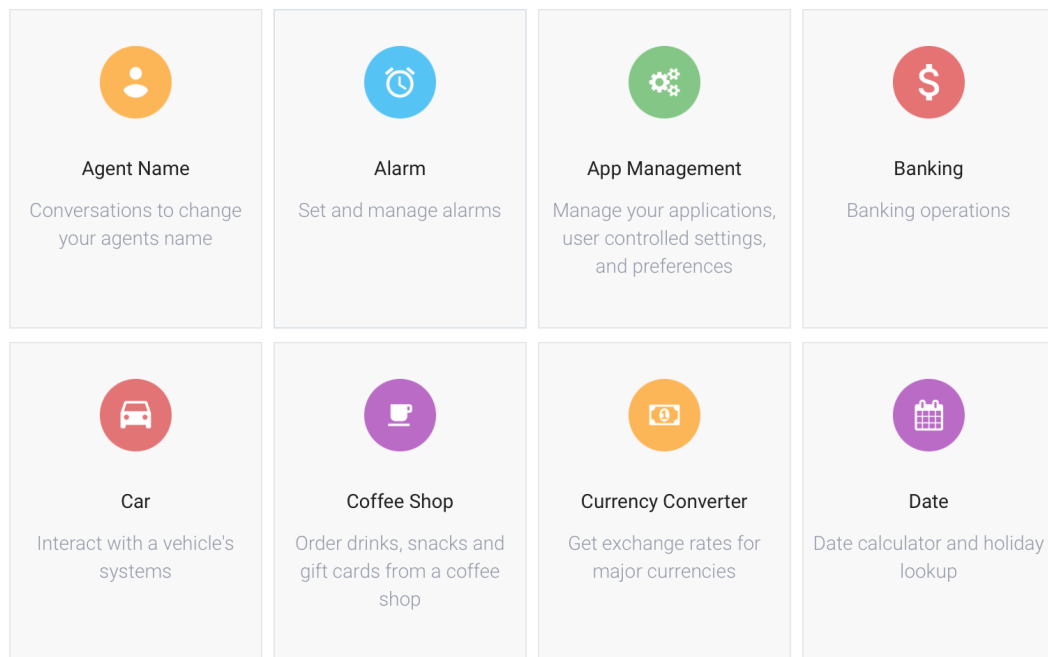 Agent Name
Conversations to change
your agents name
Alarm
Set and manage alarms
App Management
Manage your applications,
user controlled settings,
and preferences
Banking
Banking operations
Car
Interact with a vehicle's
systems
Coffee Shop
Order drinks, snacks and
gift cards from a coffee
shop
Currency Converter
Get exchange rates for
major currencies
Date
Date calculator and holiday
lookup